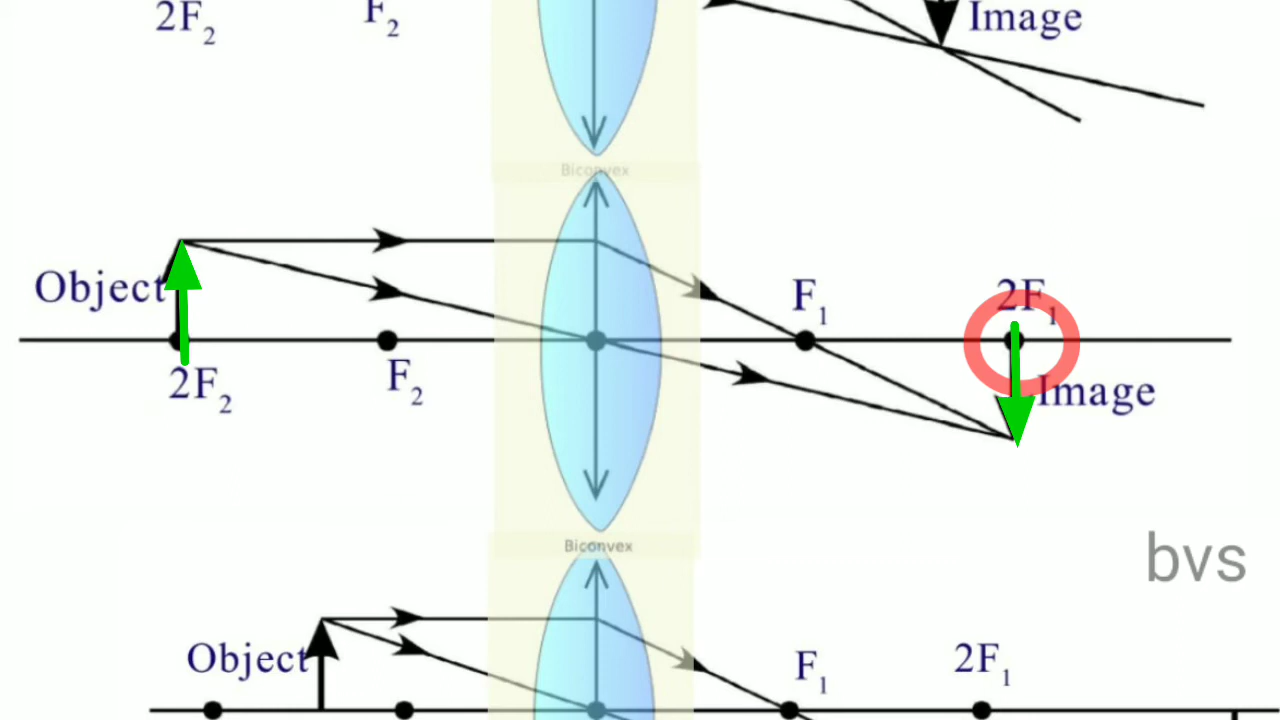 2F₂
F₂
Image
Biconvex
Object
F₁
2F₁
2F₂
F₂
Image
Biconvex
bvs
Object
F₁
2F₁